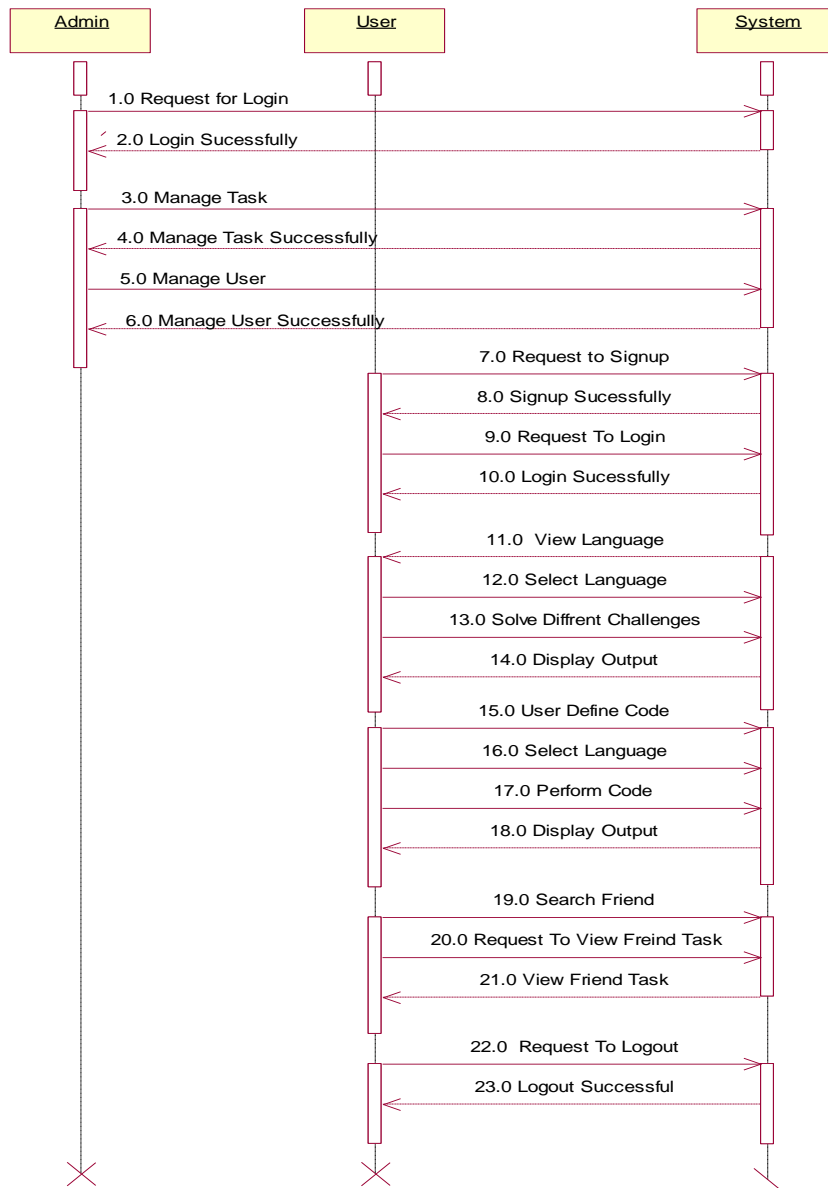 Admin
User
System
1.0 Request for Login
2.0 Login Sucessfully
3.0 Manage Task
4.0 Manage Task Successfully
5.0 Manage User
6.0 Manage User Successfully
7.0 Request to Signup
8.0 Signup Sucessfully
9.0 Request To Login
10.0 Login Sucessfully
11.0 View Language
12.0 Select Language
13.0 Solve Diffrent Challenges
14.0 Display Output
15.0 User Define Code
16.0 Select Language
17.0 Perform Code
18.0 Display Output
19.0 Search Friend
20.0 Request To View Freind Task
21.0 View Friend Task
22.0 Request To Logout
23.0 Logout Successful